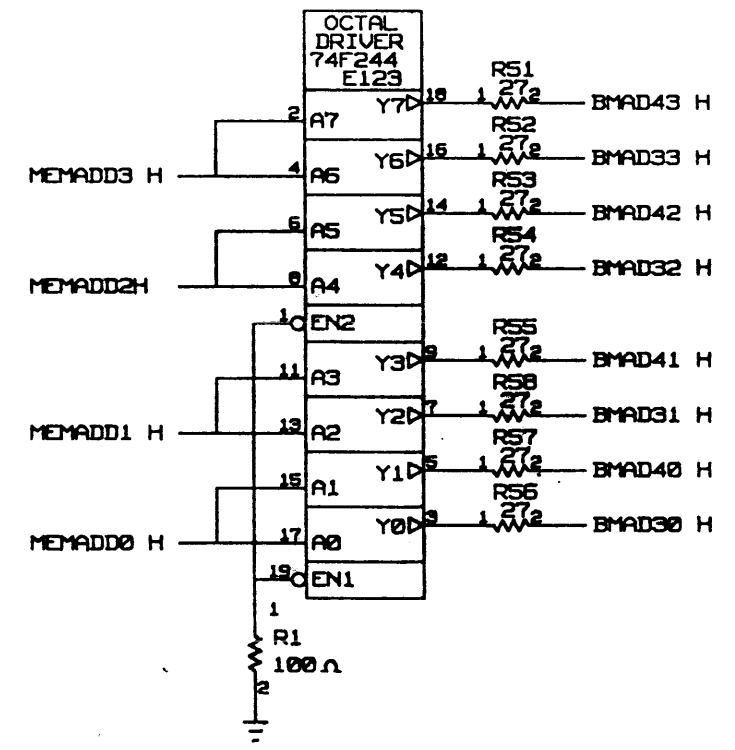 OCTAL
DRIVER
74F244
E123
R51
27
2 A7 Y7 18 1 2 BMAD43 H
R52
27
MEMADD3 H 4 A6 Y6 16 1 2 BMAD33 H
R53
27
6 A5 Y5 14 1 2 BMAD42 H
R54
27
MEMADD2H 8 A4 Y4 12 1 2 BMAD32 H
1 EN2
R55
27
11 A3 Y3 9 1 2 BMAD41 H
R58
27
MEMADD1 H 13 A2 Y2 7 1 2 BMAD31 H
R57
27
15 A1 Y1 5 1 2 BMAD40 H
R56
27
MEMADD0 H 17 A0 Y0 3 1 2 BMAD30 H
19 EN1
1
R1
100Ω
2